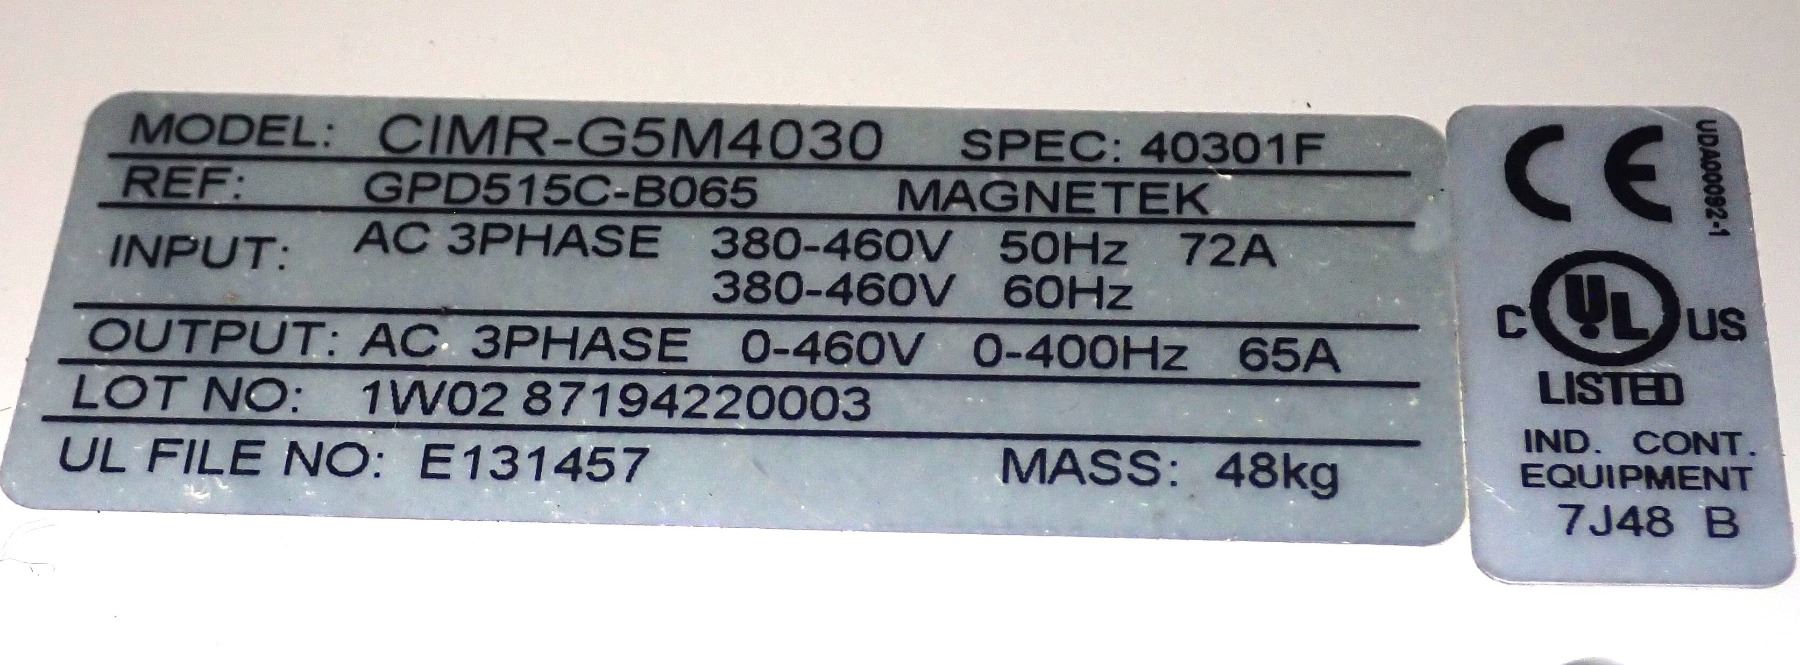 MODEL: CIMR-G5M4030 SPEC: 40301F
REF: GPD515C-B065 MAGNETEK
INPUT: AC 3PHASE 380-460V 50Hz 72A
380-460V 60Hz
OUTPUT: AC 3PHASE 0-460V 0-400Hz 65A
LOT NO: 1W02 87194220003
UL FILE NO: E131457 MASS: 48kg
CE
UDA00092-1
C UL US
LISTED
IND. CONT.
EQUIPMENT
7J48 B